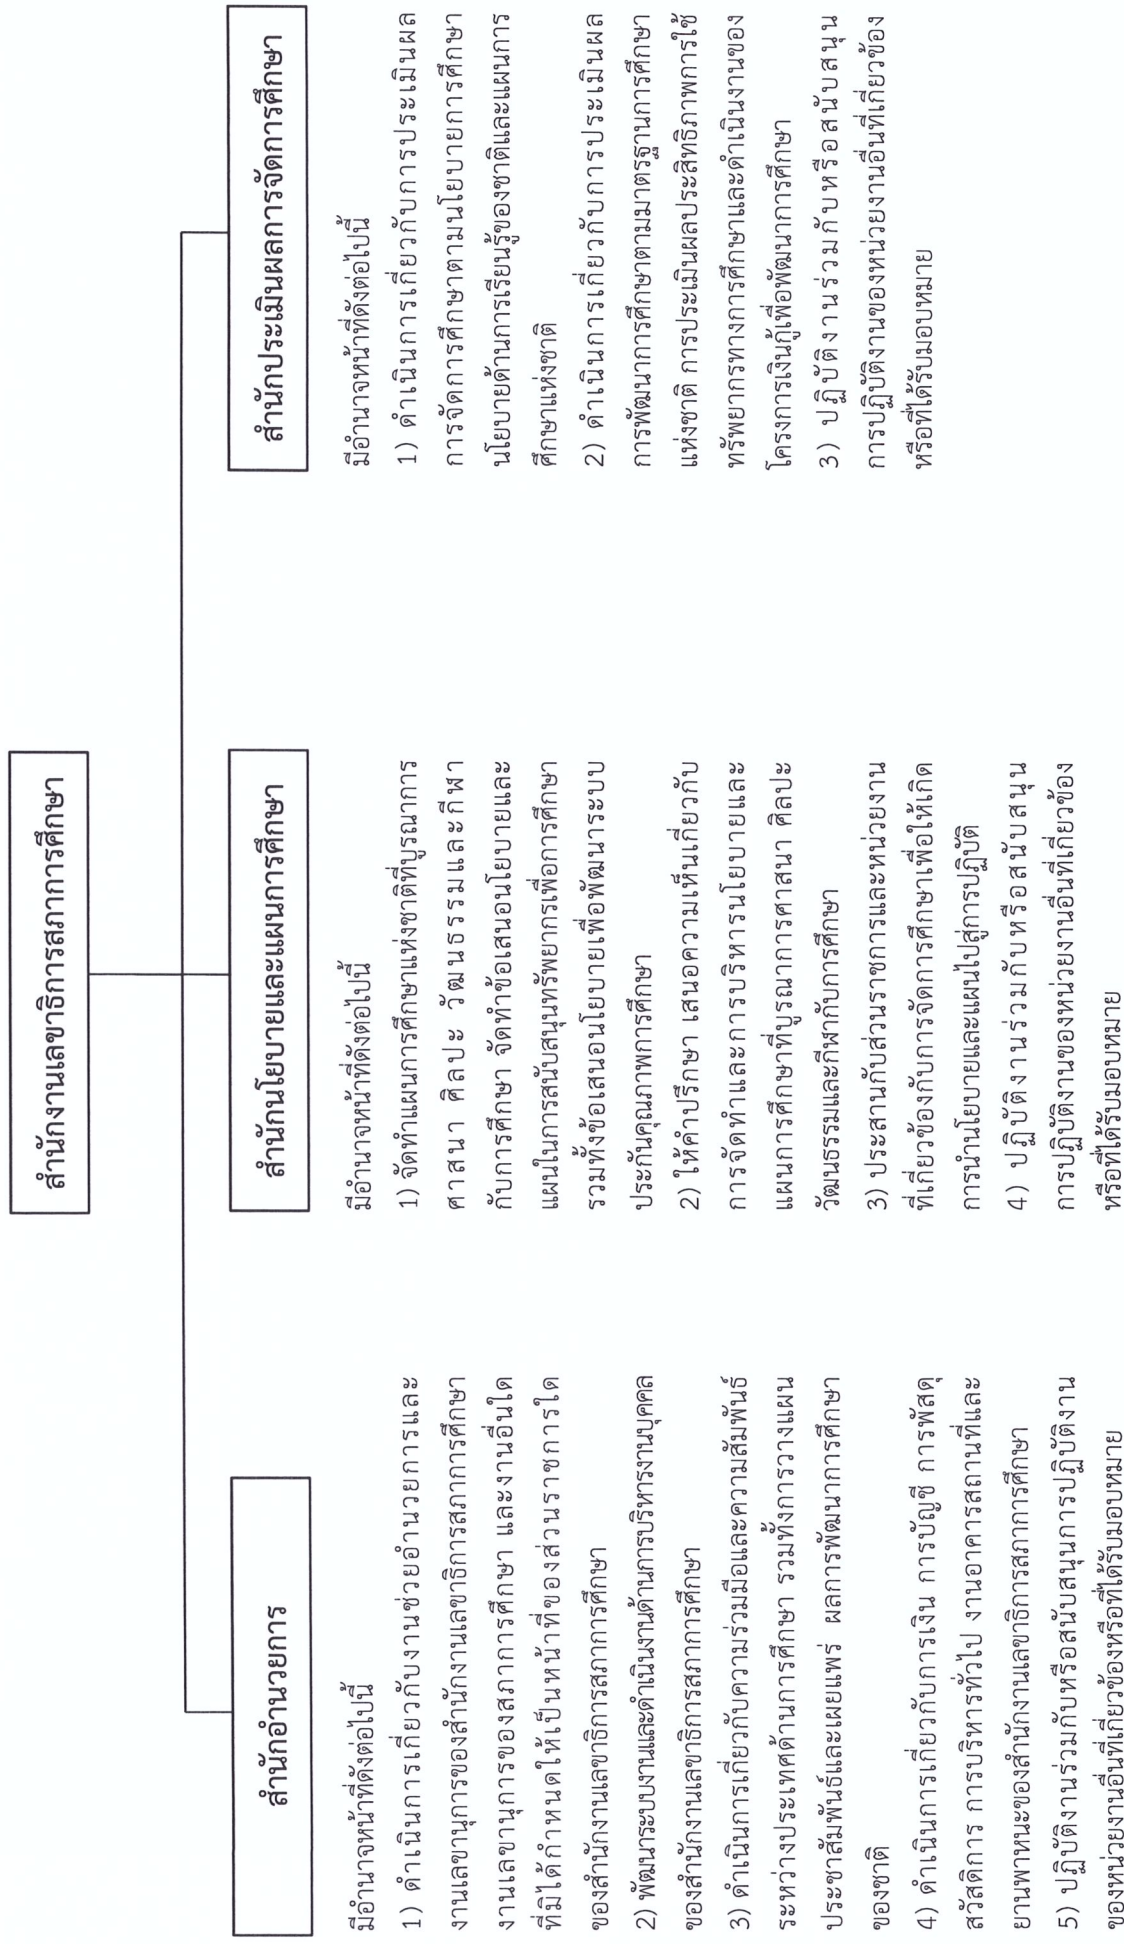 สำนักงานเลขาธิการสภาการศึกษา
สำนักอำนวยการ
มีอำนาจหน้าที่ดังต่อไปนี้
1) ดำเนินการเกี่ยวกับงานช่วยอำนวยการและ
งานเลขานุการของสำนักงานเลขาธิการสภาการศึกษา
งานเลขานุการของสภาการศึกษา และงานอื่นใด
ที่มิได้กำหนดให้เป็นหน้าที่ของส่วนราชการใด
ของสำนักงานเลขาธิการสภาการศึกษา
2) พัฒนาระบบงานและดำเนินงานด้านการบริหารงานบุคคล
ของสำนักงานเลขาธิการสภาการศึกษา
3) ดำเนินการเกี่ยวกับความร่วมมือและความสัมพันธ์
ระหว่างประเทศด้านการศึกษา รวมทั้งการวางแผน
ประชาสัมพันธ์และเผยแพร่ ผลการพัฒนาการศึกษา
ของชาติ
4) ดำเนินการเกี่ยวกับการเงิน การบัญชี การพัสดุ
สวัสดิการ การบริหารทั่วไป งานอาคารสถานที่และ
ยานพาหนะของสำนักงานเลขาธิการสภาการศึกษา
5) ปฏิบัติงานร่วมกับหรือสนับสนุนการปฏิบัติงาน
ของหน่วยงานอื่นที่เกี่ยวข้องหรือที่ได้รับมอบหมาย
สำนักนโยบายและแผนการศึกษา
มีอำนาจหน้าที่ดังต่อไปนี้
1) จัดทำแผนการศึกษาแห่งชาติที่บูรณาการ
ศาสนา ศิลปะ วัฒนธรรมและกีฬา
กับการศึกษา จัดทำข้อเสนอนโยบายและ
แผนในการสนับสนุนทรัพยากรเพื่อการศึกษา
รวมทั้งข้อเสนอนโยบายเพื่อพัฒนาระบบ
ประกันคุณภาพการศึกษา
2) ให้คำปรึกษา เสนอความเห็นเกี่ยวกับ
การจัดทำและการบริหารนโยบายและ
แผนการศึกษาที่บูรณาการศาสนา ศิลปะ
วัฒนธรรมและกีฬากับการศึกษา
3) ประสานกับส่วนราชการและหน่วยงาน
ที่เกี่ยวข้องกับการจัดการศึกษาเพื่อให้เกิด
การนำนโยบายและแผนไปสู่การปฏิบัติ
4) ปฏิบัติงานร่วมกับหรือสนับสนุน
การปฏิบัติงานของหน่วยงานอื่นที่เกี่ยวข้อง
หรือที่ได้รับมอบหมาย
สำนักประเมินผลการจัดการศึกษา
มีอำนาจหน้าที่ดังต่อไปนี้
1) ดำเนินการเกี่ยวกับการประเมินผล
การจัดการศึกษาตามนโยบายการศึกษา
นโยบายด้านการเรียนรู้ของชาติและแผนการ
ศึกษาแห่งชาติ
2) ดำเนินการเกี่ยวกับการประเมินผล
การพัฒนาการศึกษาตามมาตรฐานการศึกษา
แห่งชาติ การประเมินผลประสิทธิภาพการใช้
ทรัพยากรทางการศึกษาและดำเนินงานของ
โครงการเงินกู้เพื่อพัฒนาการศึกษา
3) ปฏิบัติงานร่วมกับหรือสนับสนุน
การปฏิบัติงานของหน่วยงานอื่นที่เกี่ยวข้อง
หรือที่ได้รับมอบหมาย